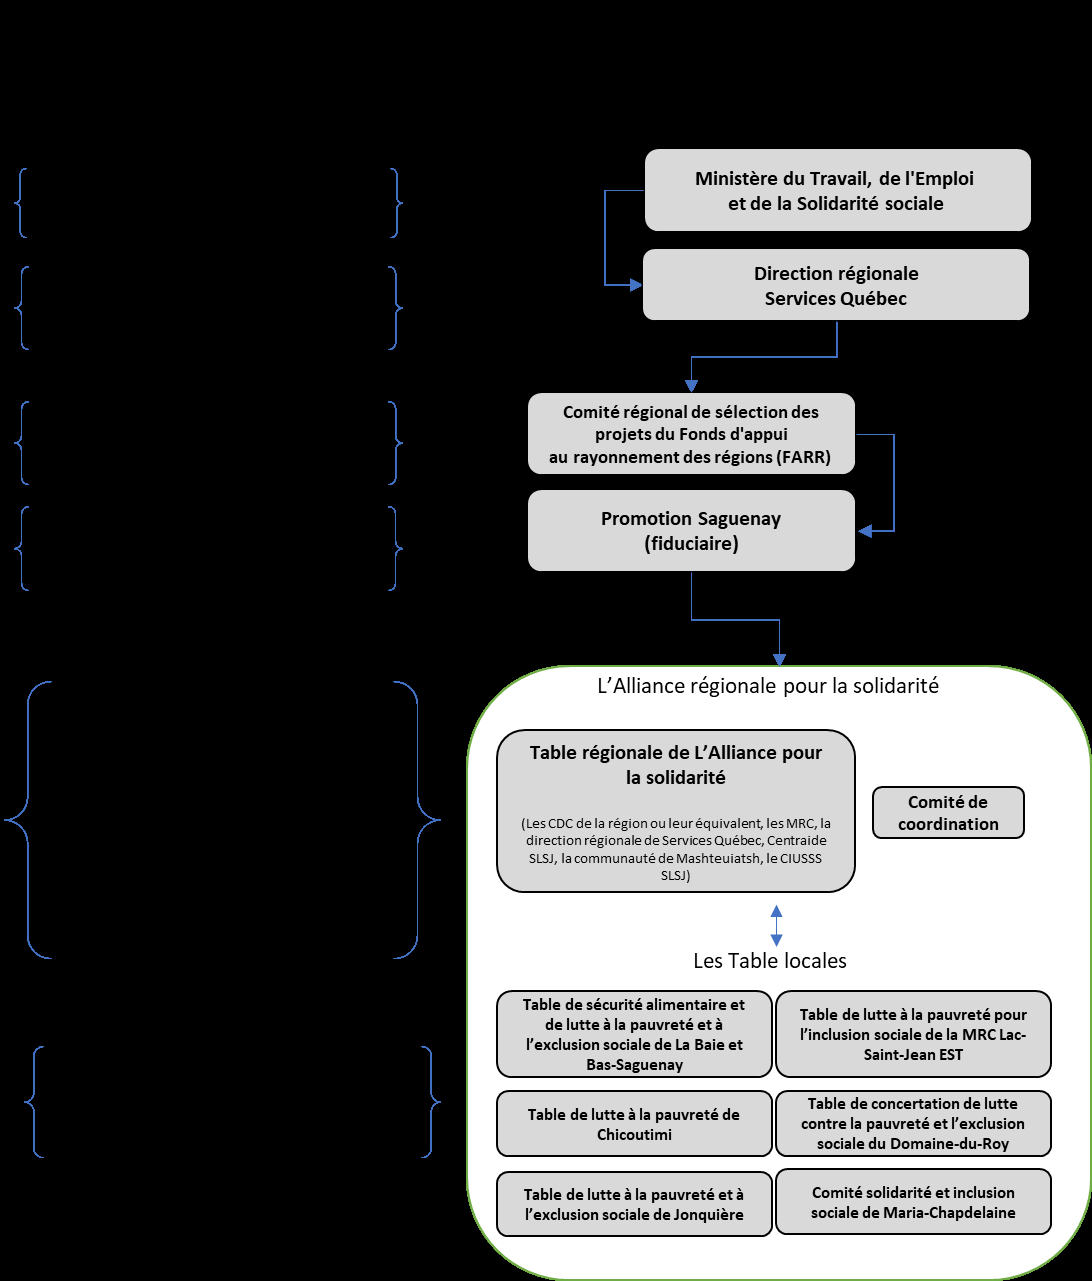 Ministère du Travail, de l'Emploi
et de la Solidarité sociale
Direction régionale
Services Québec
Comité régional de sélection des
projets du Fonds d'appui
au rayonnement des régions (FARR)
Promotion Saguenay
(fiduciaire)
L’Alliance régionale pour la solidarité
Table régionale de L’Alliance pour
la solidarité
(Les CDC de la région ou leur équivalent, les MRC, la
direction régionale de Services Québec, Centraide
SLSJ, la communauté de Mashteuiatsh, le CIUSSS
SLSJ)
Comité de
coordination
Les Table locales
Table de sécurité alimentaire et
de lutte à la pauvreté et à
l’exclusion sociale de La Baie et
Bas-Saguenay
Table de lutte à la pauvreté pour
l’inclusion sociale de la MRC Lac-
Saint-Jean EST
Table de lutte à la pauvreté de
Chicoutimi
Table de concertation de lutte
contre la pauvreté et l’exclusion
sociale du Domaine-du-Roy
Table de lutte à la pauvreté et à
l’exclusion sociale de Jonquière
Comité solidarité et inclusion
sociale de Maria-Chapdelaine